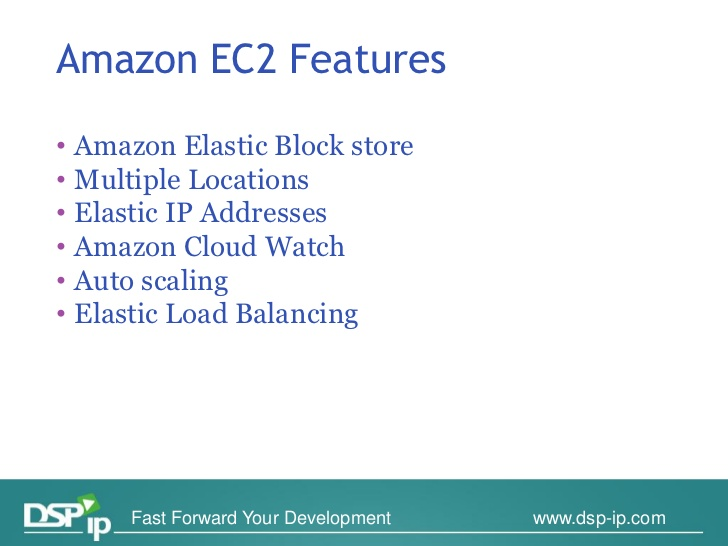 Amazon EC2 Features
• Amazon Elastic Block store
• Multiple Locations
• Elastic IP Addresses
• Amazon Cloud Watch
• Auto scaling
• Elastic Load Balancing
DSP ip Fast Forward Your Development www.dsp-ip.com